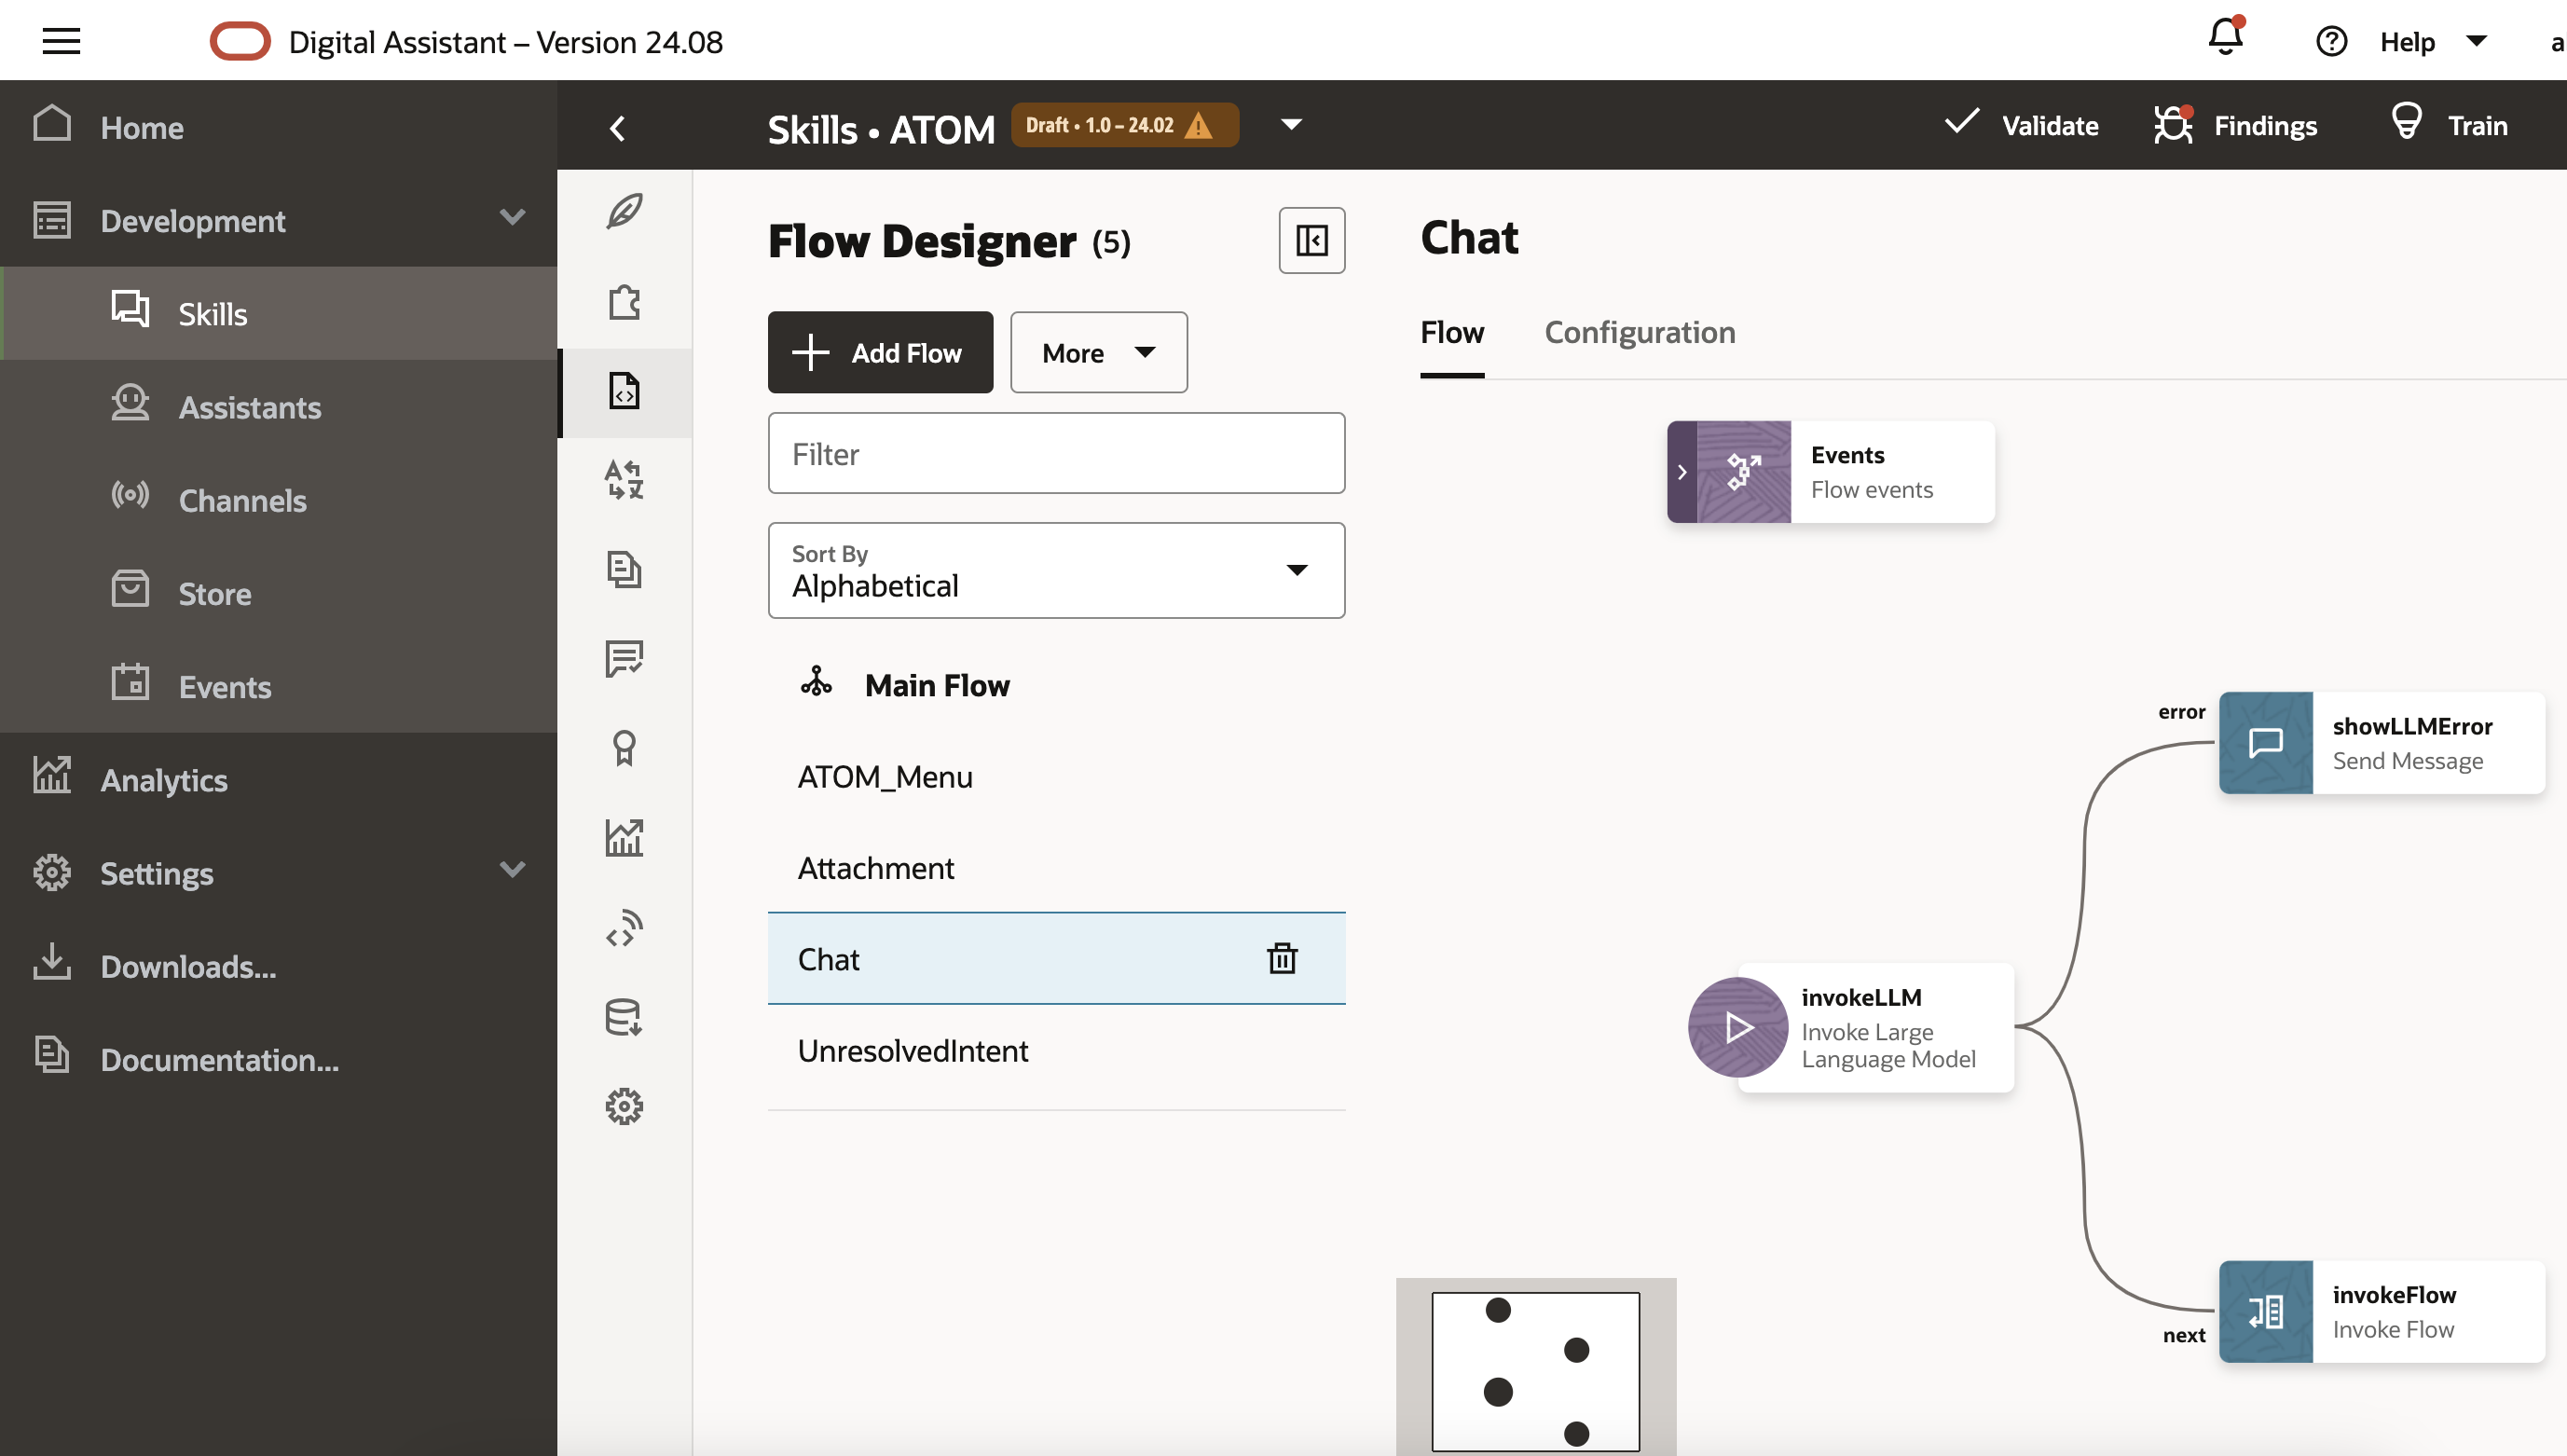 Digital Assistant – Version 24.08
Help
Home
Development
Skills
Assistants
Channels
Store
Events
Analytics
Settings
Downloads...
Documentation...
Skills • ATOM
Draft • 1.0 – 24.02
Validate
Findings
Train
Flow Designer (5)
Add Flow
More
Filter
Sort By
Alphabetical
Main Flow
ATOM_Menu
Attachment
Chat
UnresolvedIntent
Chat
Flow
Configuration
Events
Flow events
error
showLLMError
Send Message
invokeLLM
Invoke Large
Language Model
next
invokeFlow
Invoke Flow